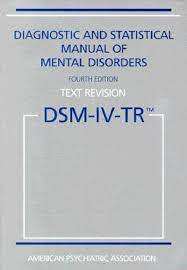 DIAGNOSTIC AND STATISTICAL
MANUAL OF
MENTAL DISORDERS
FOURTH EDITION
TEXT REVISION
DSM-IV-TR™
AMERICAN PSYCHIATRIC ASSOCIATION